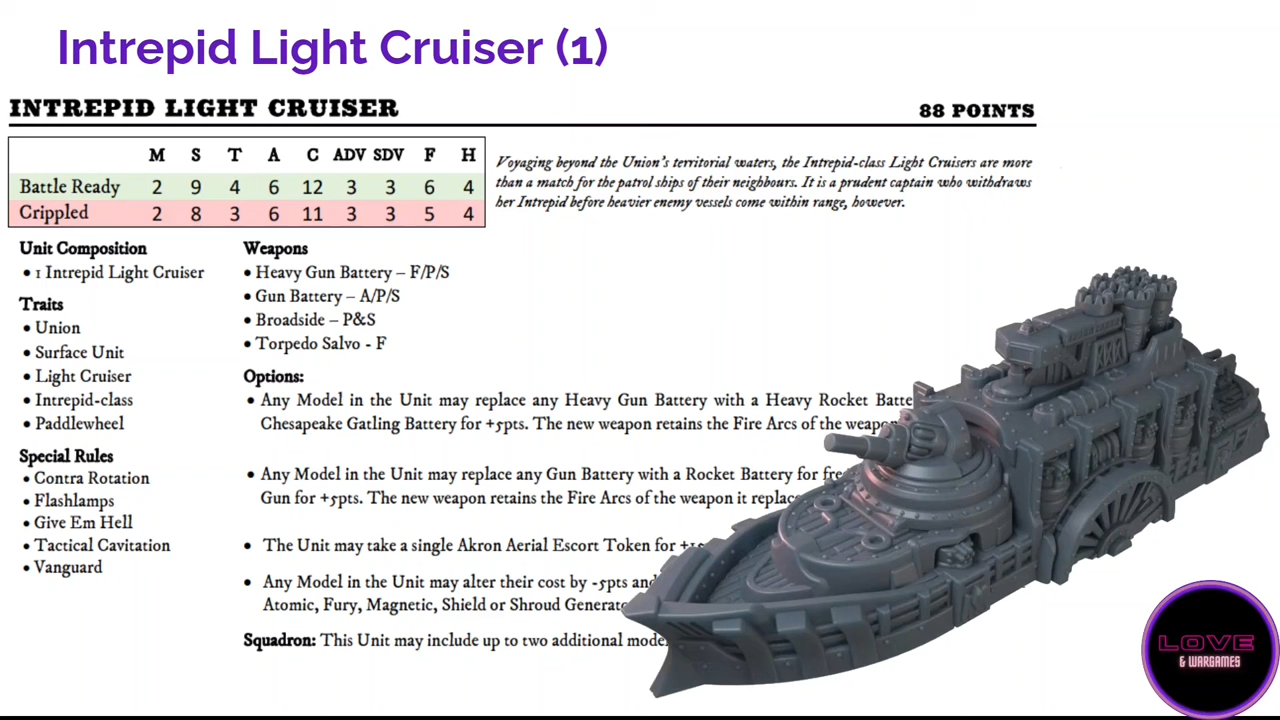 Intrepid Light Cruiser (1)
INTREPID LIGHT CRUISER 88 POINTS
M S T A C ADV SDV F H
Battle Ready 2 9 4 6 12 3 3 6 4
Crippled 2 8 3 6 11 3 3 5 4
Voyaging beyond the Union's territorial waters, the Intrepid-class Light Cruisers are more
than a match for the patrol ships of their neighbours. It is a prudent captain who withdraws
her Intrepid before heavier enemy vessels come within range, however.
Unit Composition
• 1 Intrepid Light Cruiser
Traits
• Union
• Surface Unit
• Light Cruiser
• Intrepid-class
• Paddlewheel
Special Rules
• Contra Rotation
• Flashlamps
• Give Em Hell
• Tactical Cavitation
• Vanguard
Weapons
• Heavy Gun Battery – F/P/S
• Gun Battery – A/P/S
• Broadside – P&S
• Torpedo Salvo - F
Options:
• Any Model in the Unit may replace any Heavy Gun Battery with a Heavy Rocket
Chesapeake Gatling Battery for +5pts. The new weapon retains the Fire Arcs of the
• Any Model in the Unit may replace any Gun Battery with a Rocket Battery for
Gun for +5pts. The new weapon retains the Fire Arcs of the weapon it
• The Unit may take a single Akron Aerial Escort Token for
• Any Model in the Unit may alter their cost by -5pts and
Atomic, Fury, Magnetic, Shield or Shroud
Squadron: This Unit may include up to two additional
LOVE
& WARGAMES